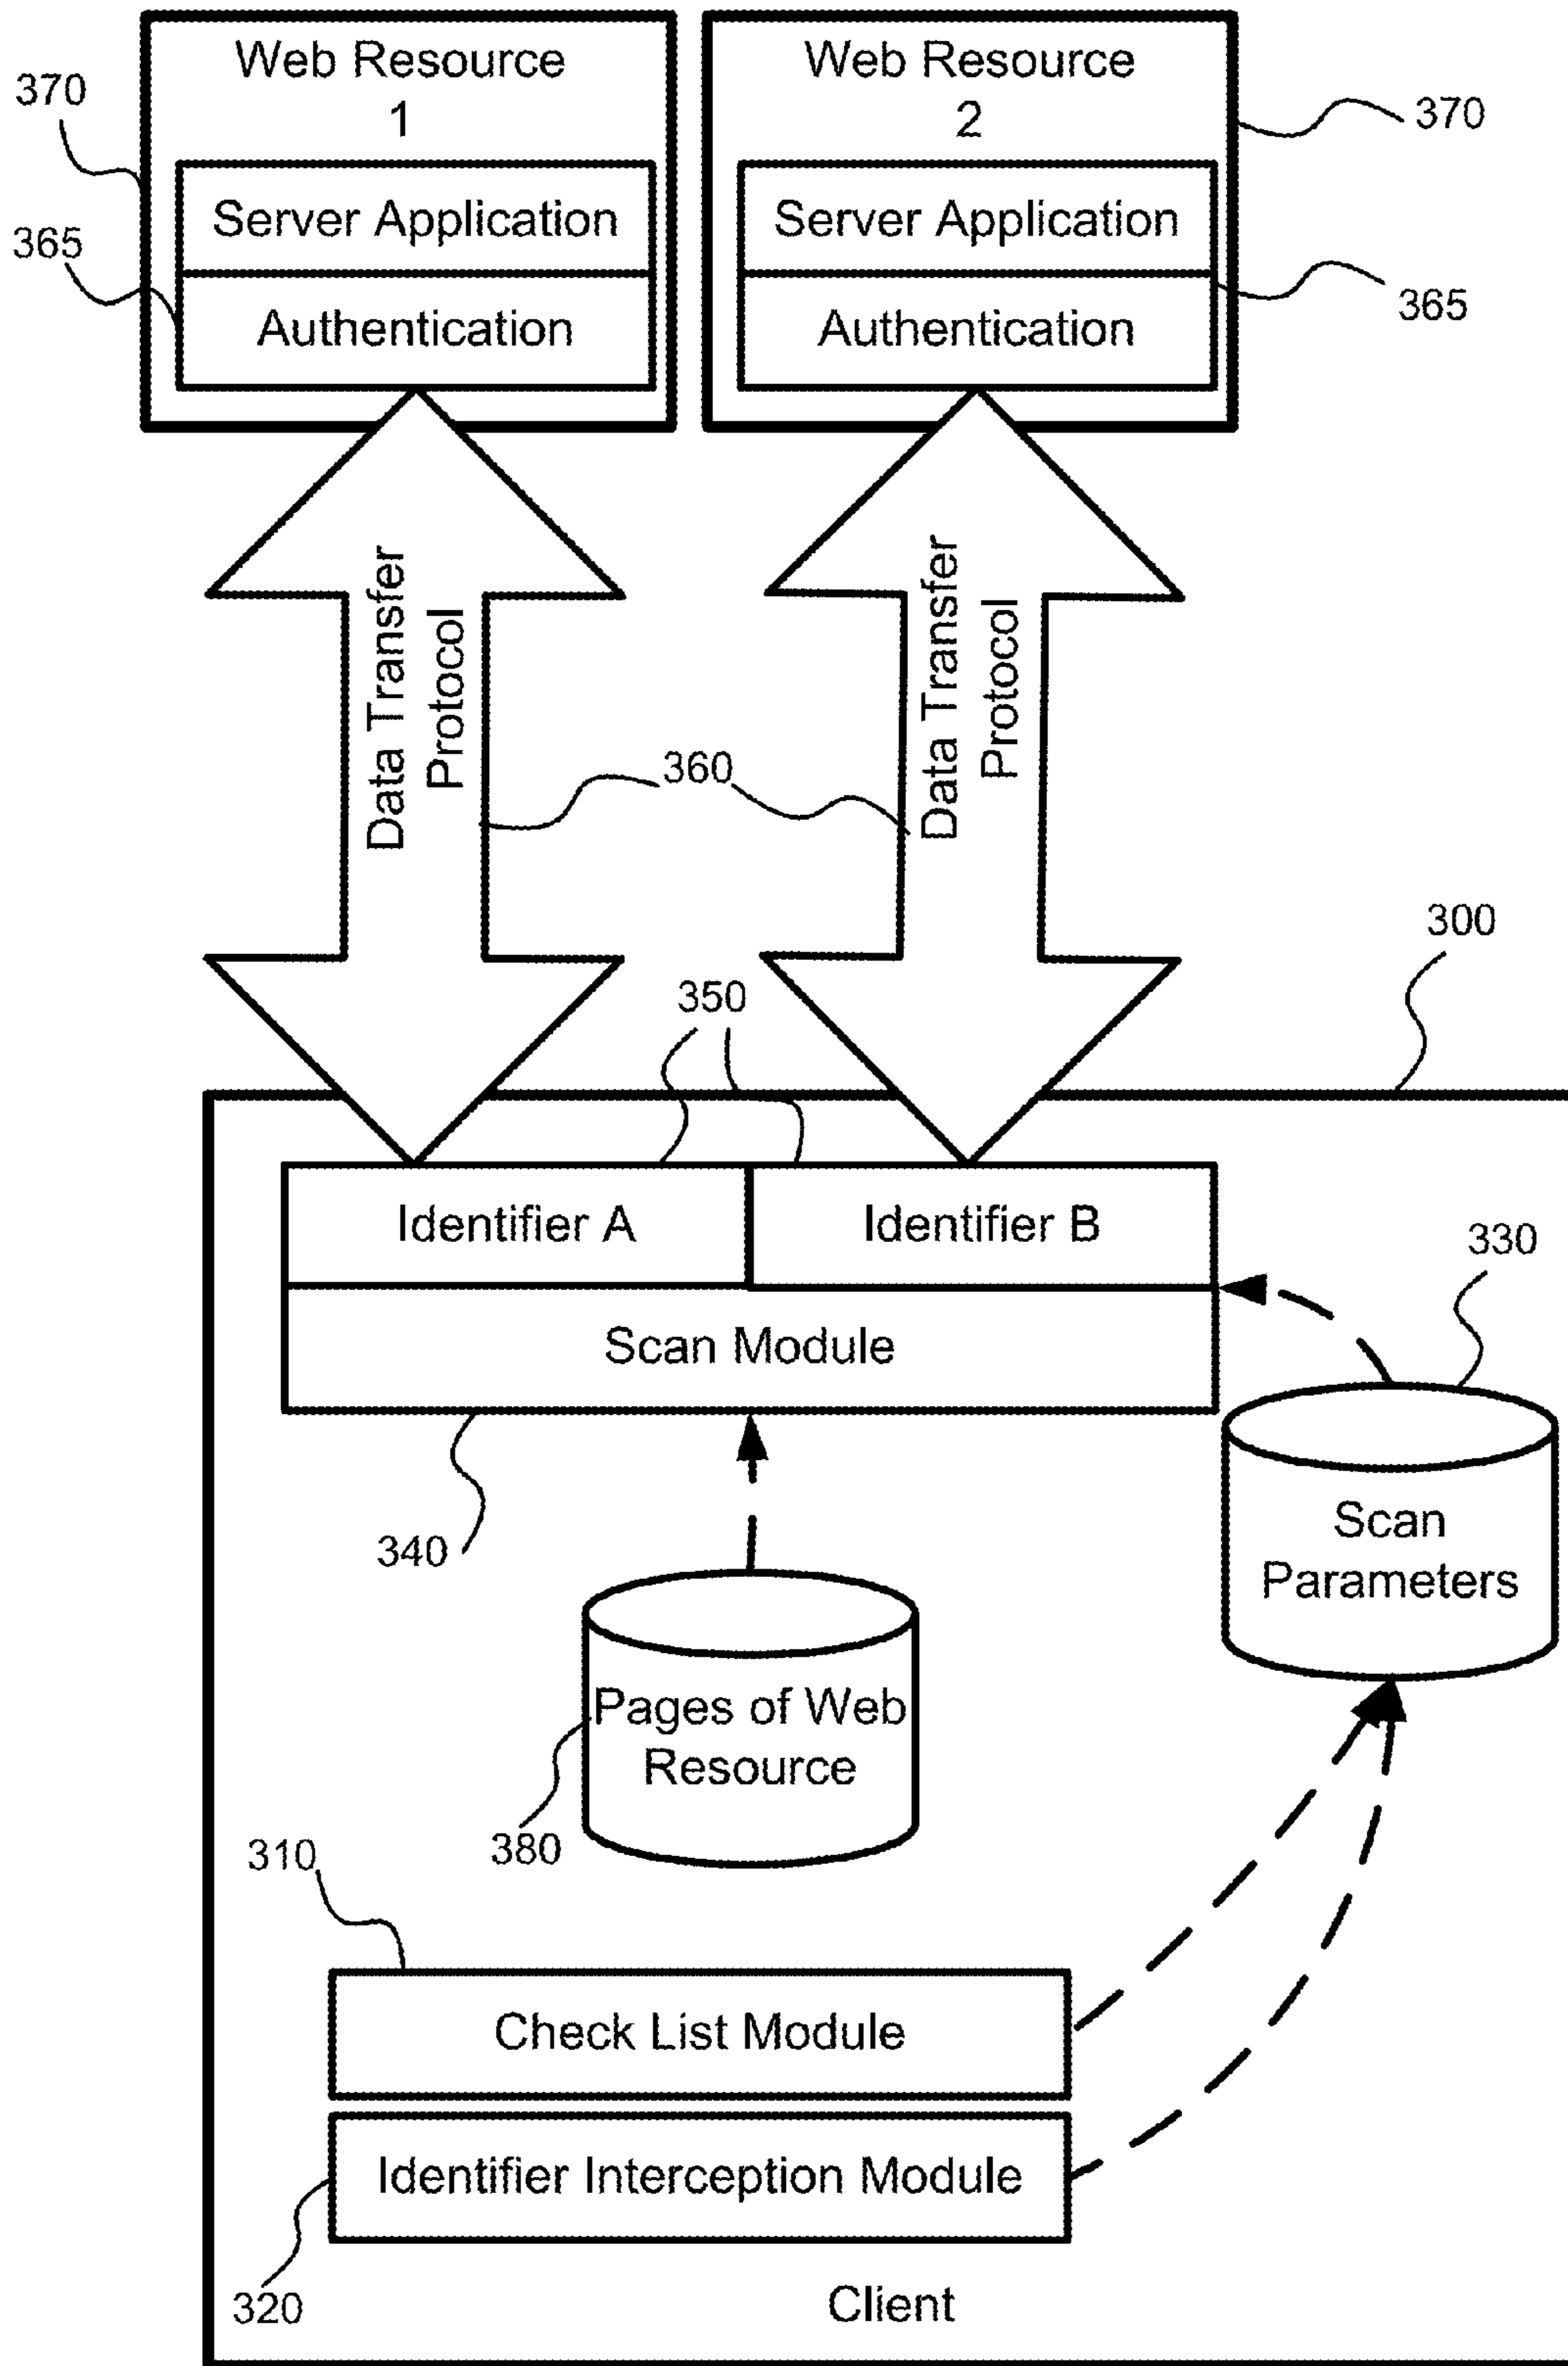 Web Resource
1
Web Resource
2
370
370
Server Application
Server Application
365
365
Authentication
Authentication
Data Transfer
Protocol
Data Transfer
Protocol
360
300
350
Identifier A
Identifier B
330
Scan Module
340
Scan
Parameters
Pages of Web
Resource
380
310
Check List Module
Identifier Interception Module
320
Client